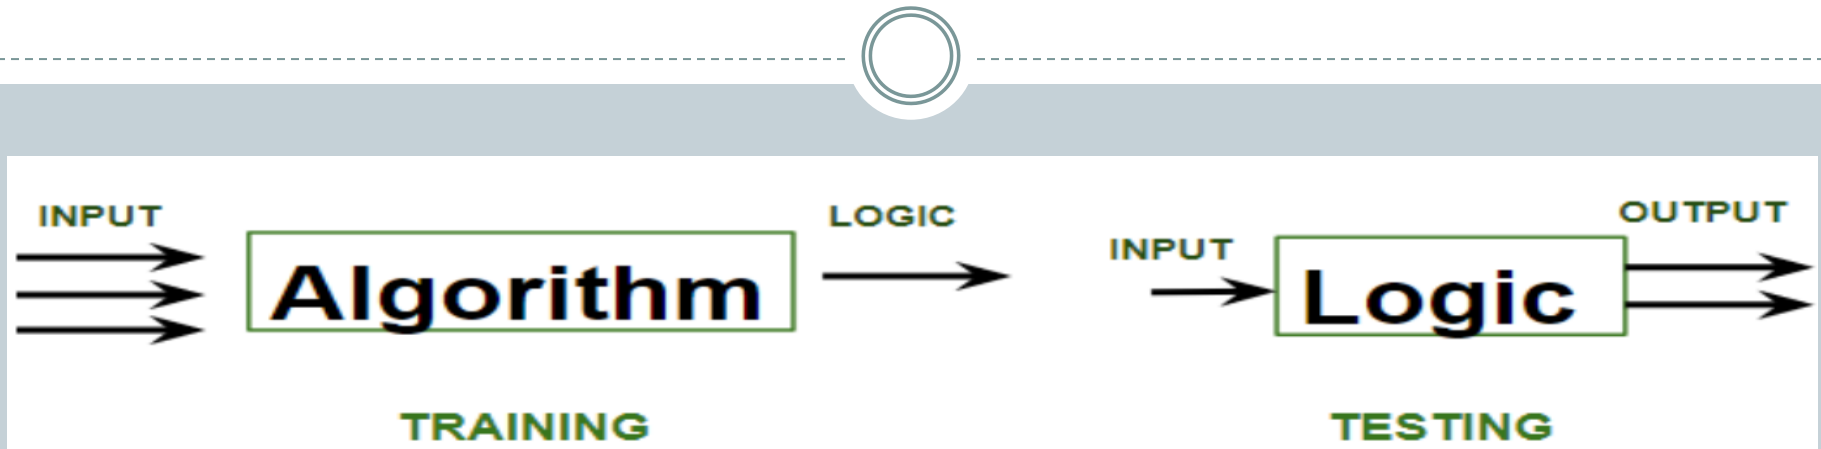 INPUT
Algorithm
LOGIC
TRAINING
INPUT
Logic
OUTPUT
TESTING